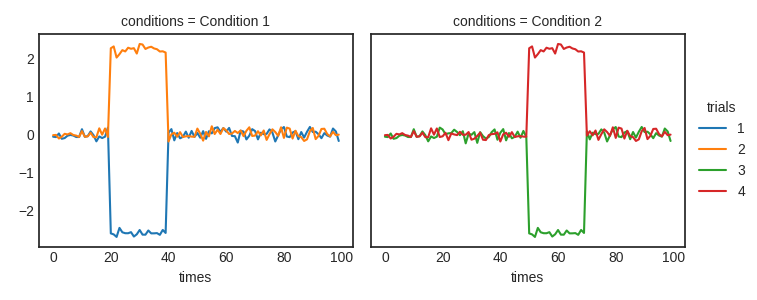 conditions = Condition 1
conditions = Condition 2
2
1
0
−1
−2
0 20 40 60 80 100
0 20 40 60 80 100
times
times
trials
1
2
3
4